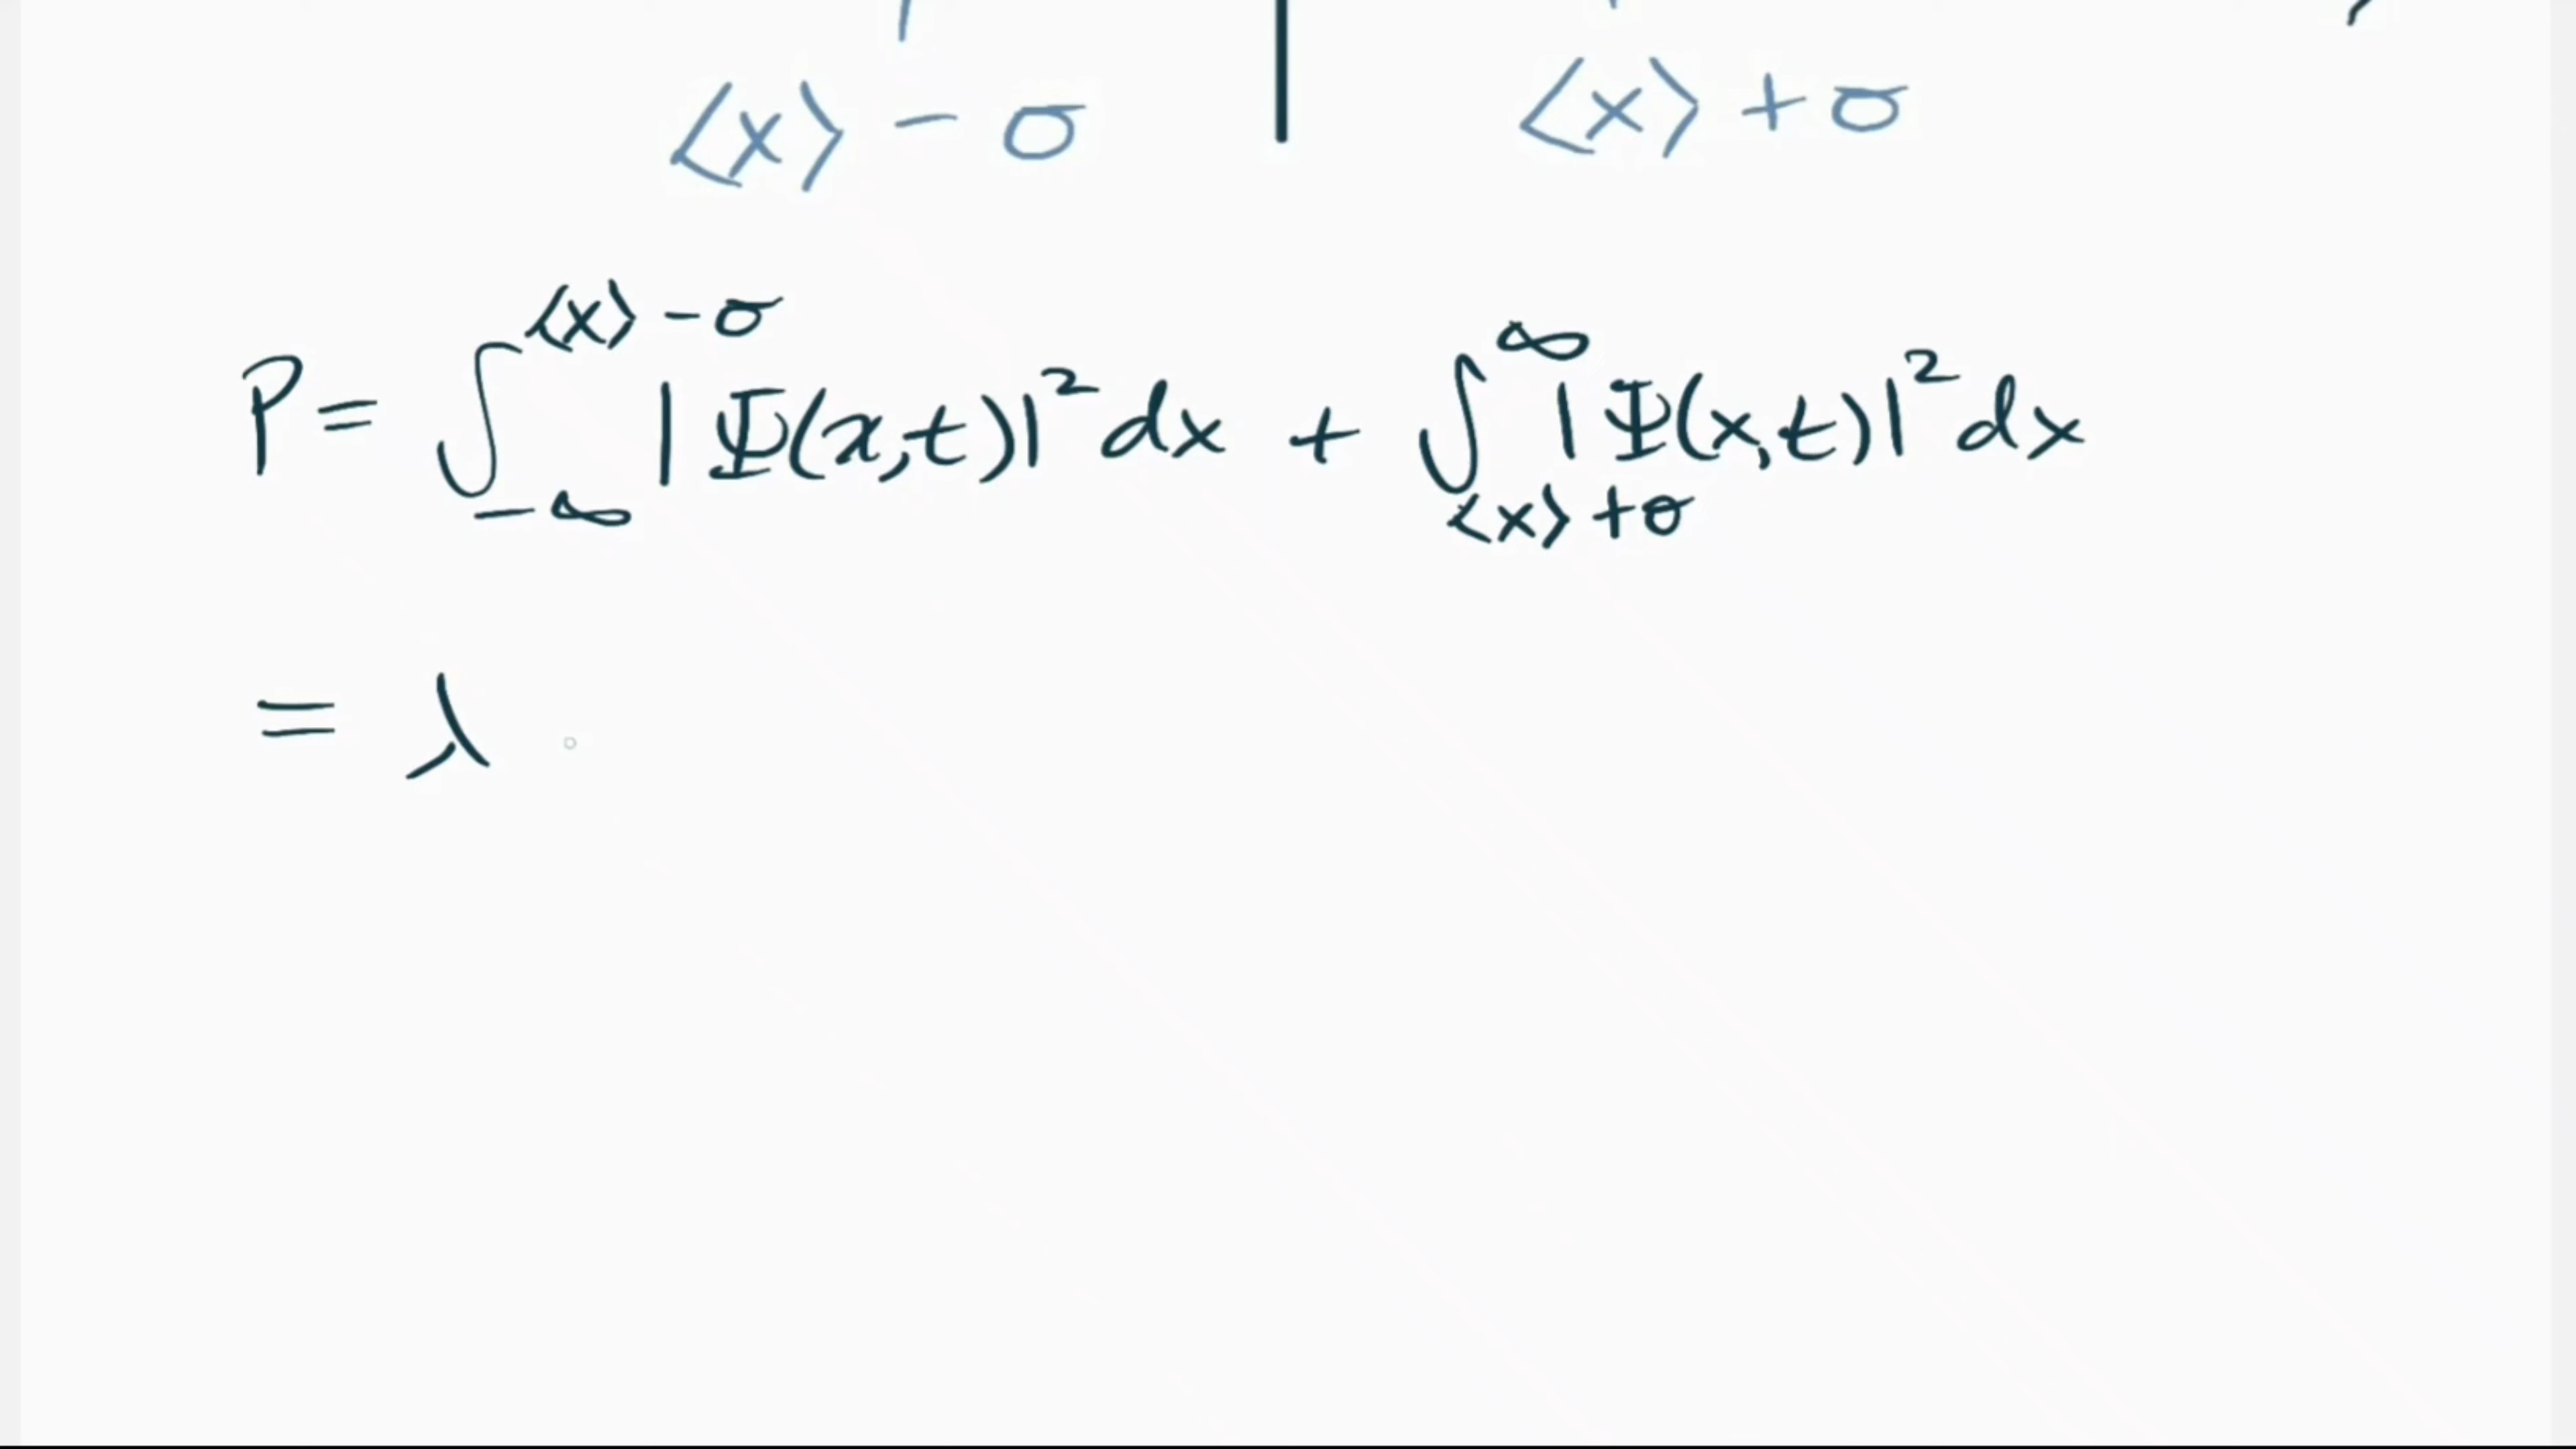 ⟨x⟩ - σ ⟨x⟩ + σ
P = ∫_{-∞}^{⟨x⟩-σ} |Ψ(x,t)|² dx + ∫_{⟨x⟩+σ}^{∞} |Ψ(x,t)|² dx
= λ